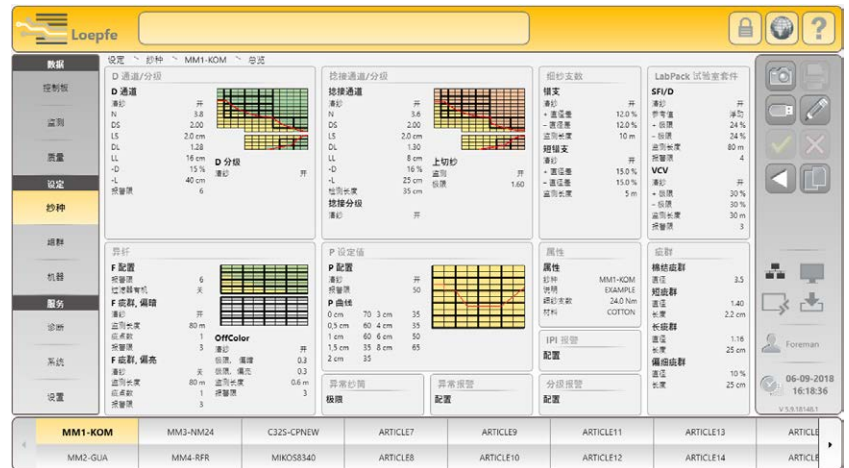 Loepfe
数据
控制板
监测
质量
设定
纱种
组群
机器
服务
诊断
系统
设置
设定 纱种 MM1-KOM 总览
D 通道/分级
D 通道
清纱 开
N 3.8
DS 2.00
LS 2.0 cm
DL 1.28
LL 16 cm
-D 15 %
-L 40 cm
报警限 6
D 分级
清纱 开
捻接通道/分级
捻接通道
清纱 开
N 3.6
DS 2.00
LS 2.0 cm
DL 1.30
LL 8 cm
-D 16 %
-L 25 cm
检测长度 35 cm
捻接分级
清纱 开
上切纱
监测 开
极限 1.60
细纱支数
错支
清纱 开
+ 直径差 12.0 %
- 直径差 12.0 %
监测长度 10 m
短错支
清纱 开
+ 直径差 15.0 %
- 直径差 15.0 %
监测长度 5 m
LabPack 试验室套件
SFI/D
清纱 开
参考值 浮动
+ 极限 24 %
- 极限 24 %
监测长度 80 m
报警限 4
VCV
清纱 开
+ 极限 30 %
- 极限 30 %
监测长度 30 m
报警限 3
异纤
F 配置
报警限 6
过滤器有机 关
F 疵群, 偏暗
清纱 开
监测长度 80 m
疵点数 1
报警限 3
F 疵群, 偏亮
清纱 关
监测长度 80 m
疵点数 1
报警限 3
OffColor
清纱 开
极限, 偏暗 0.3
极限, 偏亮 0.3
监测长度 0.6 m
报警限 3
P 设定值
P 配置
清纱 开
报警限 50
P 曲线
0 cm 70 3 cm 35
0,5 cm 60 4 cm 35
1 cm 60 6 cm 50
1,5 cm 35 8 cm 65
2 cm 35
异常纱筒
极限
异常报警
配置
属性
属性
纱种 MM1-KOM
说明 EXAMPLE
细纱支数 24.0 Nm
材料 COTTON
IPI 报警
配置
分级报警
配置
疵群
棉结疵群
直径 3.5
短疵群
直径 1.40
长度 2.2 cm
长疵群
直径 1.16
长度 25 cm
偏细疵群
直径 10 %
长度 25 cm
Foreman
06-09-2018
16:18:36
MM1-KOM MM3-NM24 C32S-CPNEW ARTICLE7 ARTICLE9 ARTICLE11 ARTICLE13 ARTICLE
MM2-GUA MM4-RFR MIKOS8340 ARTICLE8 ARTICLE10 ARTICLE12 ARTICLE14 ARTICLE